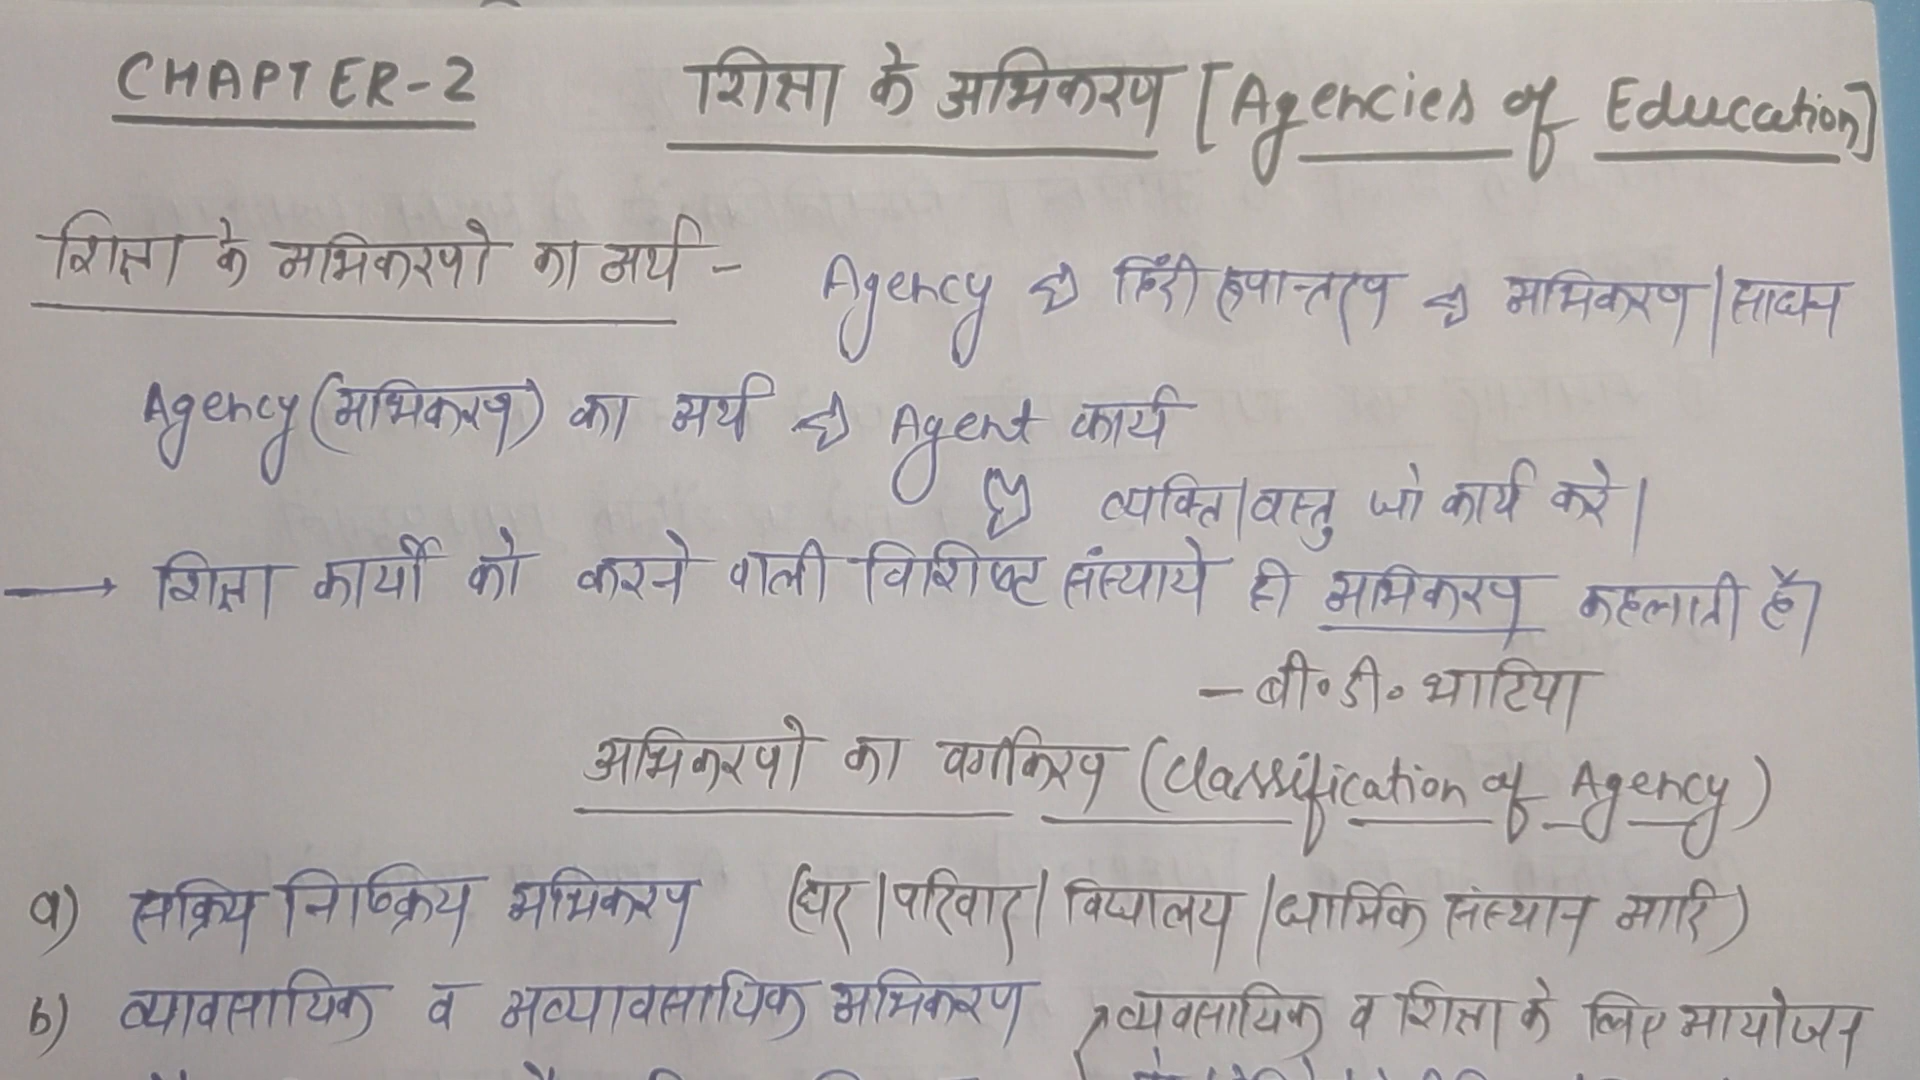 CHAPTER-2 शिक्षा के अभिकरण [Agencies of Education]
शिक्षा के अभिकरणो का अर्थ - Agency ⇒ हिंदी रूपान्तरण ⇒ अभिकरण | साधन
Agency (अभिकरण) का अर्थ ⇒ Agent कार्य
⇒ व्यक्ति | वस्तु जो कार्य करे |
→ शिक्षा कार्यो को करने वाली विशिष्ट संस्थाये ही अभिकरण कहलाती है।
- बी॰ डी॰ भाटिया
अभिकरणो का वर्गीकरण (Classification of Agency)
a) सक्रिय निष्क्रिय अभिकरण (घर | परिवार | विद्यालय | धार्मिक संस्थान आदि)
b) व्यावसायिक व अव्यावसायिक अभिकरण व्यवसायिक व शिक्षा के लिए आयोजन